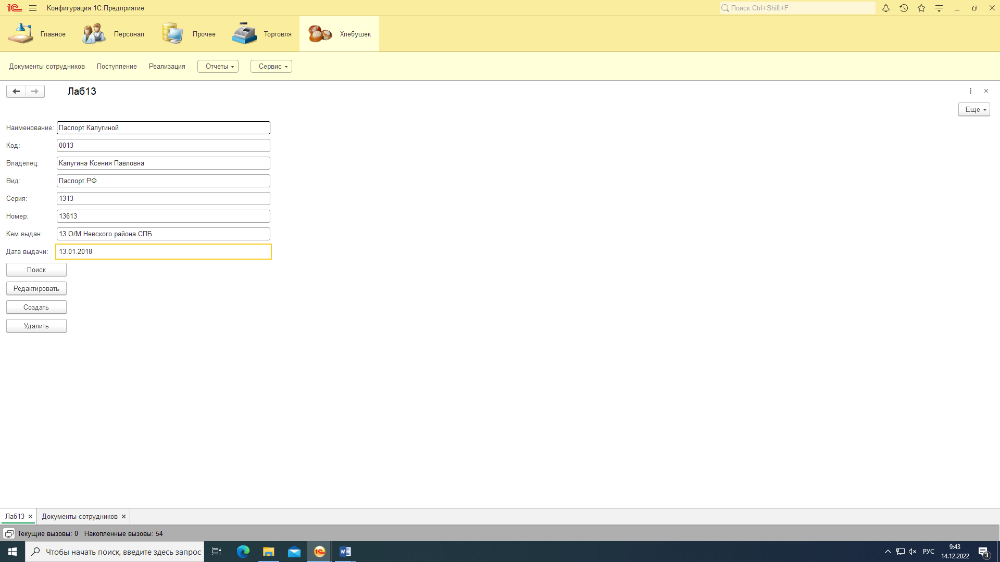 1С Конфигурация 1С:Предприятие
Поиск Ctrl+Shift+F
Главное
Персонал
Прочее
Торговля
Хлебушек
Документы сотрудников Поступление Реализация Отчеты Сервис
Лаб13
Еще
Наименование: Паспорт Калугиной
Код: 0013
Владелец: Калугина Ксения Павловна
Вид: Паспорт РФ
Серия: 1313
Номер: 13613
Кем выдан: 13 О/М Невского района СПБ
Дата выдачи: 13.01.2018
Поиск
Редактировать
Создать
Удалить
Лаб13 Документы сотрудников
Текущие вызовы: 0 Накопленные вызовы: 54
Чтобы начать поиск, введите здесь запрос
РУС
9:43
14.12.2022
3